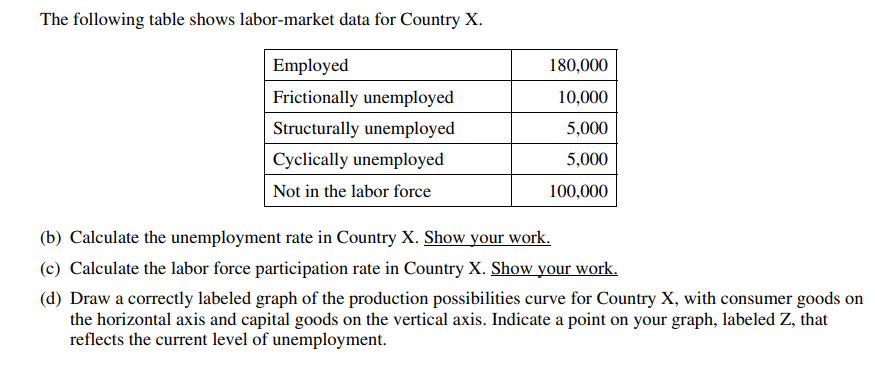 The following table shows labor-market data for Country X.
Employed 180,000
Frictionally unemployed 10,000
Structurally unemployed 5,000
Cyclically unemployed 5,000
Not in the labor force 100,000
(b) Calculate the unemployment rate in Country X. Show your work.
(c) Calculate the labor force participation rate in Country X. Show your work.
(d) Draw a correctly labeled graph of the production possibilities curve for Country X, with consumer goods on
the horizontal axis and capital goods on the vertical axis. Indicate a point on your graph, labeled Z, that
reflects the current level of unemployment.